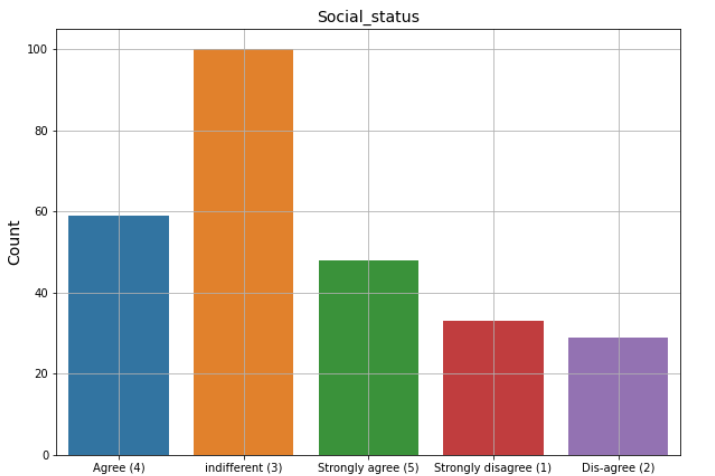 Social_status
100
80
60
40
20
0
Count
Agree (4)
indifferent (3)
Strongly agree (5)
Strongly disagree (1)
Dis-agree (2)